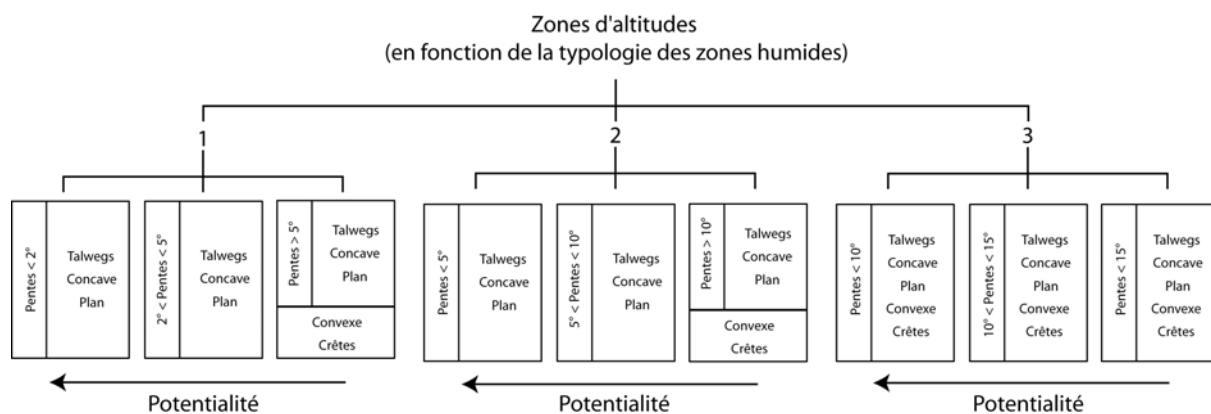 Zones d'altitudes
(en fonction de la typologie des zones humides)
1
2
3
Pentes < 2°
Talwegs
Concave
Plan
2° < Pentes < 5°
Talwegs
Concave
Plan
Pentes > 5°
Talwegs
Concave
Plan
Convexe
Crêtes
Pentes < 5°
Talwegs
Concave
Plan
5° < Pentes < 10°
Talwegs
Concave
Plan
Pentes > 10°
Talwegs
Concave
Plan
Convexe
Crêtes
Pentes < 10°
Talwegs
Concave
Plan
Convexe
Crêtes
10° < Pentes < 15°
Talwegs
Concave
Plan
Convexe
Crêtes
Pentes < 15°
Talwegs
Concave
Plan
Convexe
Crêtes
Potentialité
Potentialité
Potentialité